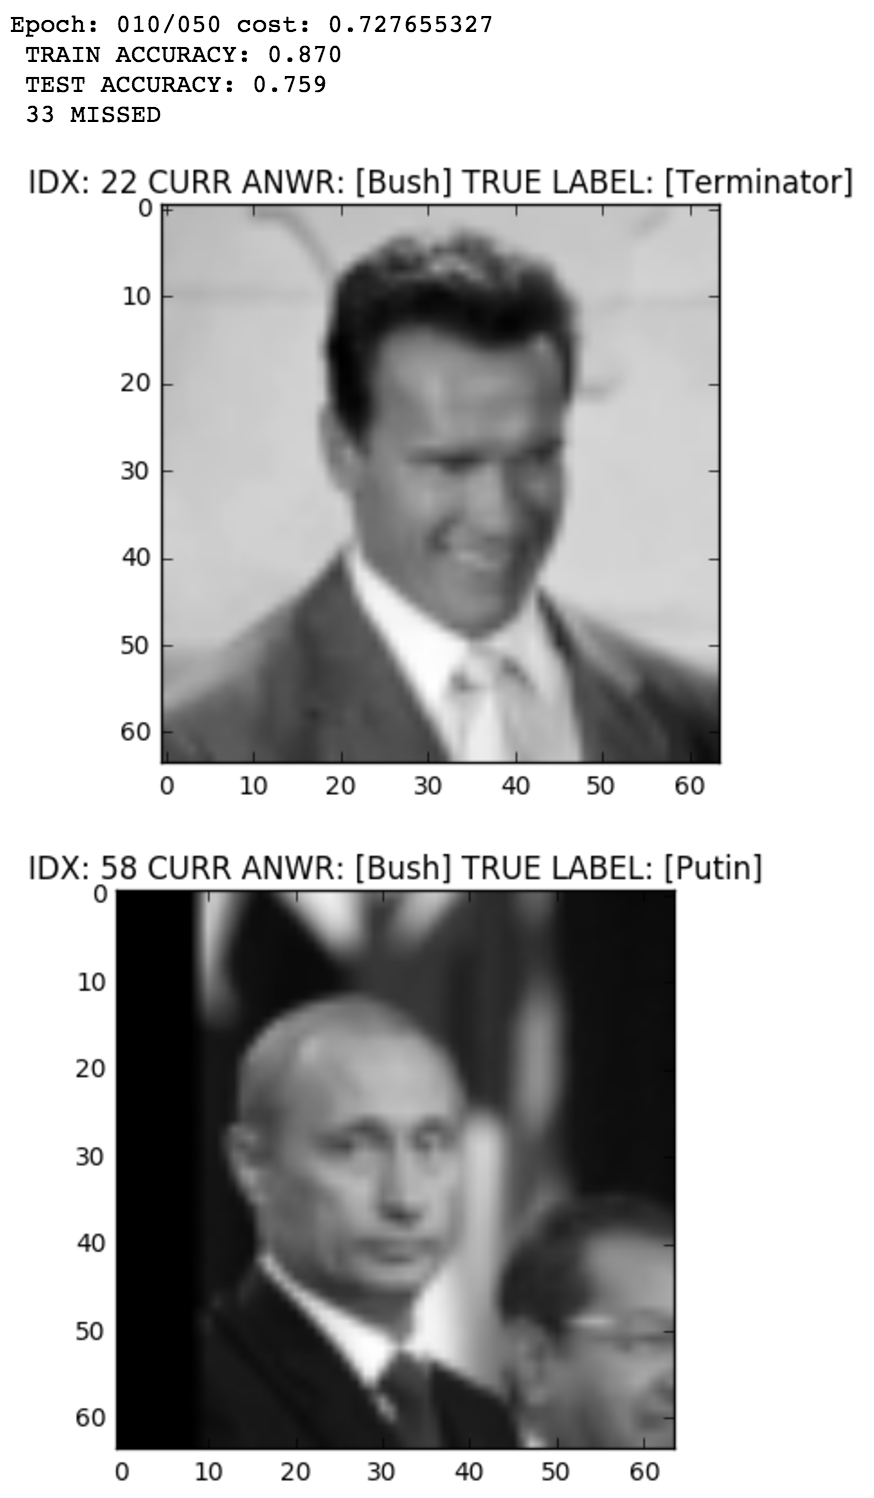 Epoch: 010/050 cost: 0.727655327
TRAIN ACCURACY: 0.870
TEST ACCURACY: 0.759
33 MISSED
IDX: 22 CURR ANWR: [Bush] TRUE LABEL: [Terminator]
0
10
20
30
40
50
60
0 10 20 30 40 50 60
IDX: 58 CURR ANWR: [Bush] TRUE LABEL: [Putin]
0
10
20
30
40
50
60
0 10 20 30 40 50 60